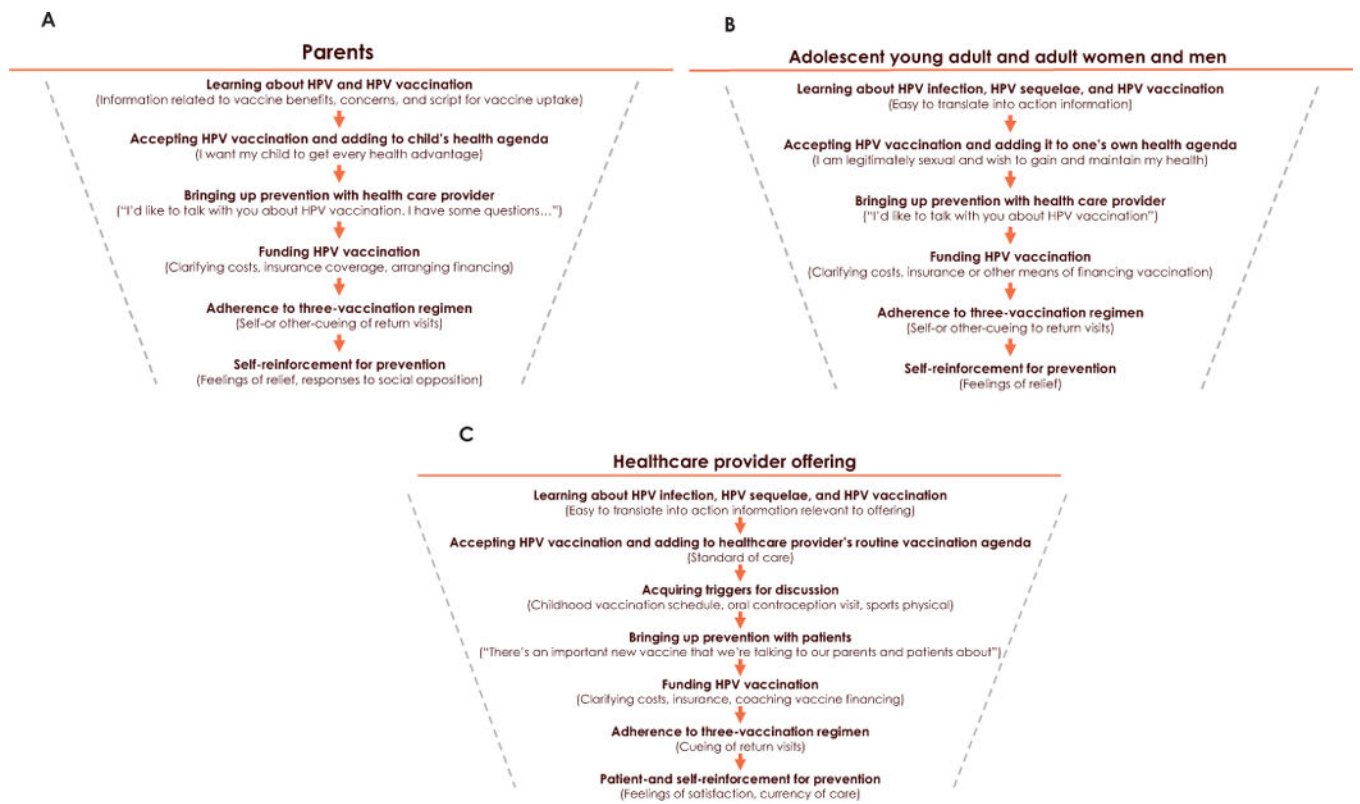 A
Parents
Learning about HPV and HPV vaccination
(Information related to vaccine benefits, concerns, and script for vaccine uptake)
Accepting HPV vaccination and adding to child's health agenda
(I want my child to get every health advantage)
Bringing up prevention with health care provider
("I'd like to talk with you about HPV vaccination. I have some questions…")
Funding HPV vaccination
(Clarifying costs, insurance coverage, arranging financing)
Adherence to three-vaccination regimen
(Self-or other-cueing of return visits)
Self-reinforcement for prevention
(Feelings of relief, responses to social opposition)
B
Adolescent young adult and adult women and men
Learning about HPV infection, HPV sequelae, and HPV vaccination
(Easy to translate into action information)
Accepting HPV vaccination and adding it to one's own health agenda
(I am legitimately sexual and wish to gain and maintain my health)
Bringing up prevention with health care provider
("I'd like to talk with you about HPV vaccination")
Funding HPV vaccination
(Clarifying costs, insurance or other means of financing vaccination)
Adherence to three-vaccination regimen
(Self-or other-cueing to return visits)
Self-reinforcement for prevention
(Feelings of relief)
C
Healthcare provider offering
Learning about HPV infection, HPV sequelae, and HPV vaccination
(Easy to translate into action information relevant to offering)
Accepting HPV vaccination and adding to healthcare provider's routine vaccination agenda
(Standard of care)
Acquiring triggers for discussion
(Childhood vaccination schedule, oral contraception visit, sports physical)
Bringing up prevention with patients
("There's an important new vaccine that we're talking to our parents and patients about")
Funding HPV vaccination
(Clarifying costs, insurance, coaching vaccine financing)
Adherence to three-vaccination regimen
(Cueing of return visits)
Patient-and self-reinforcement for prevention
(Feelings of satisfaction, currency of care)